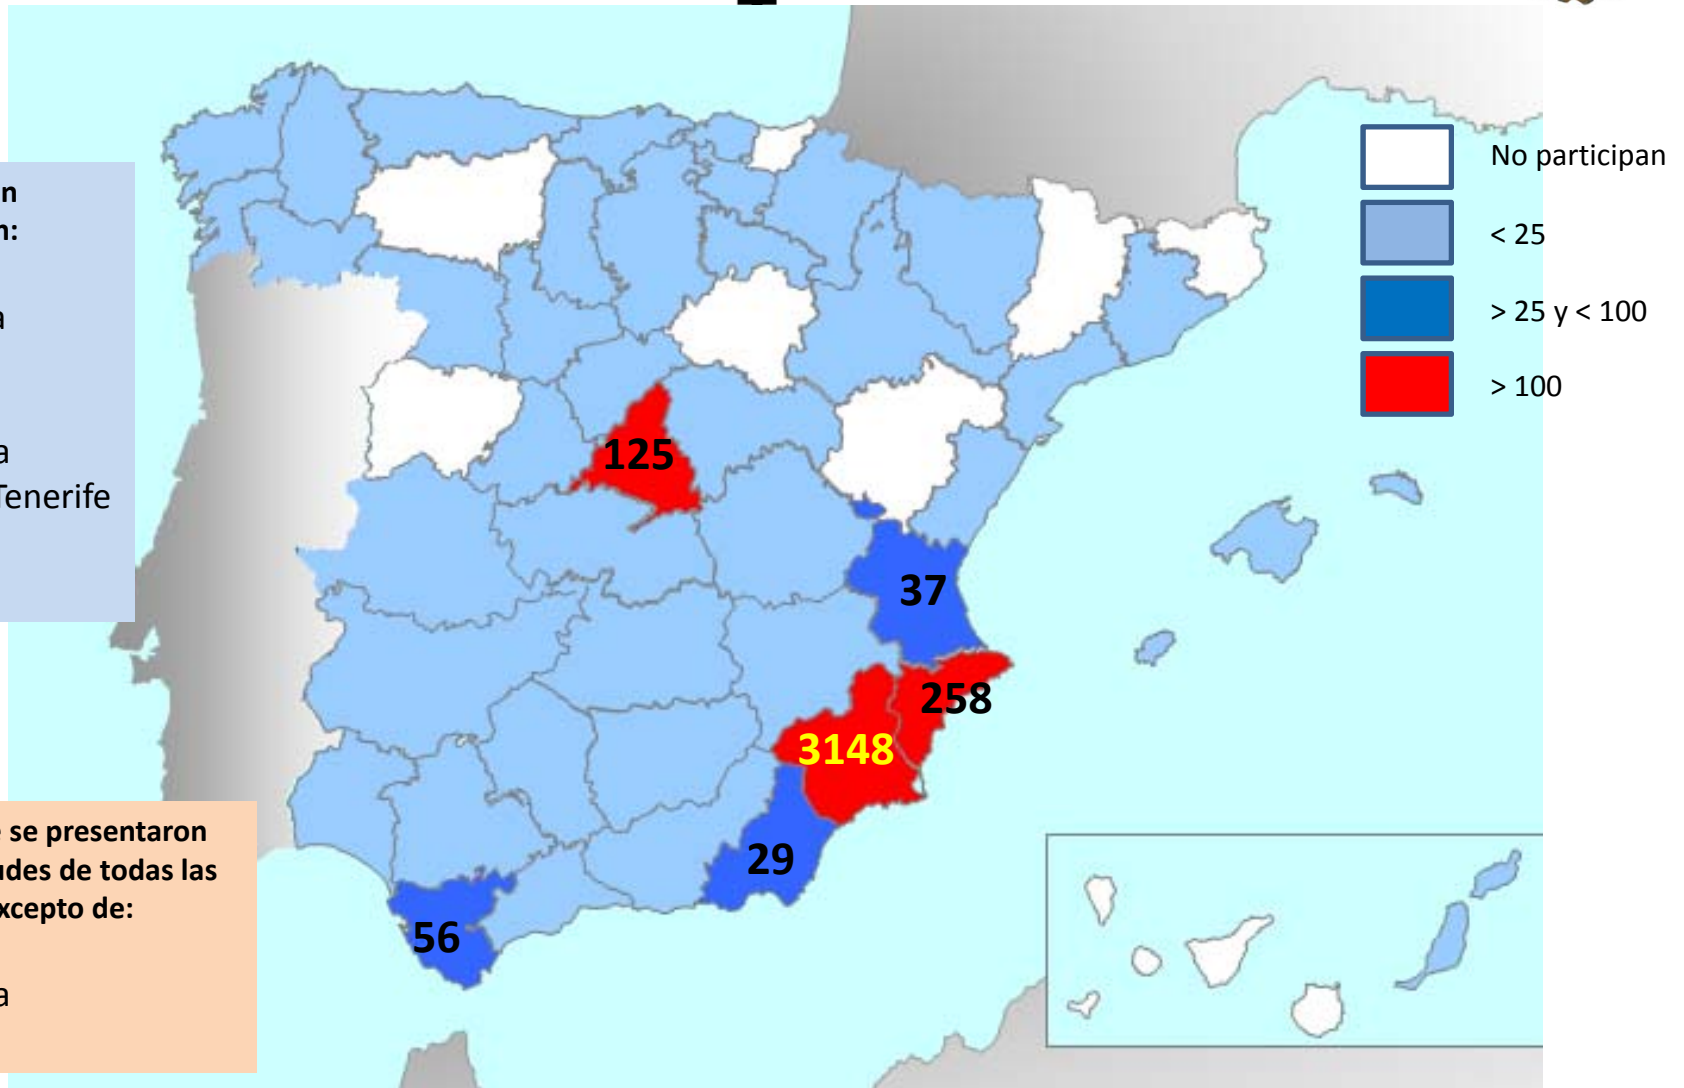 n
n:
a
a
Tenerife
No participan
< 25
> 25 y < 100
> 100
125
37
258
3148
29
56
se presentaron
udes de todas las
xcepto de:
a